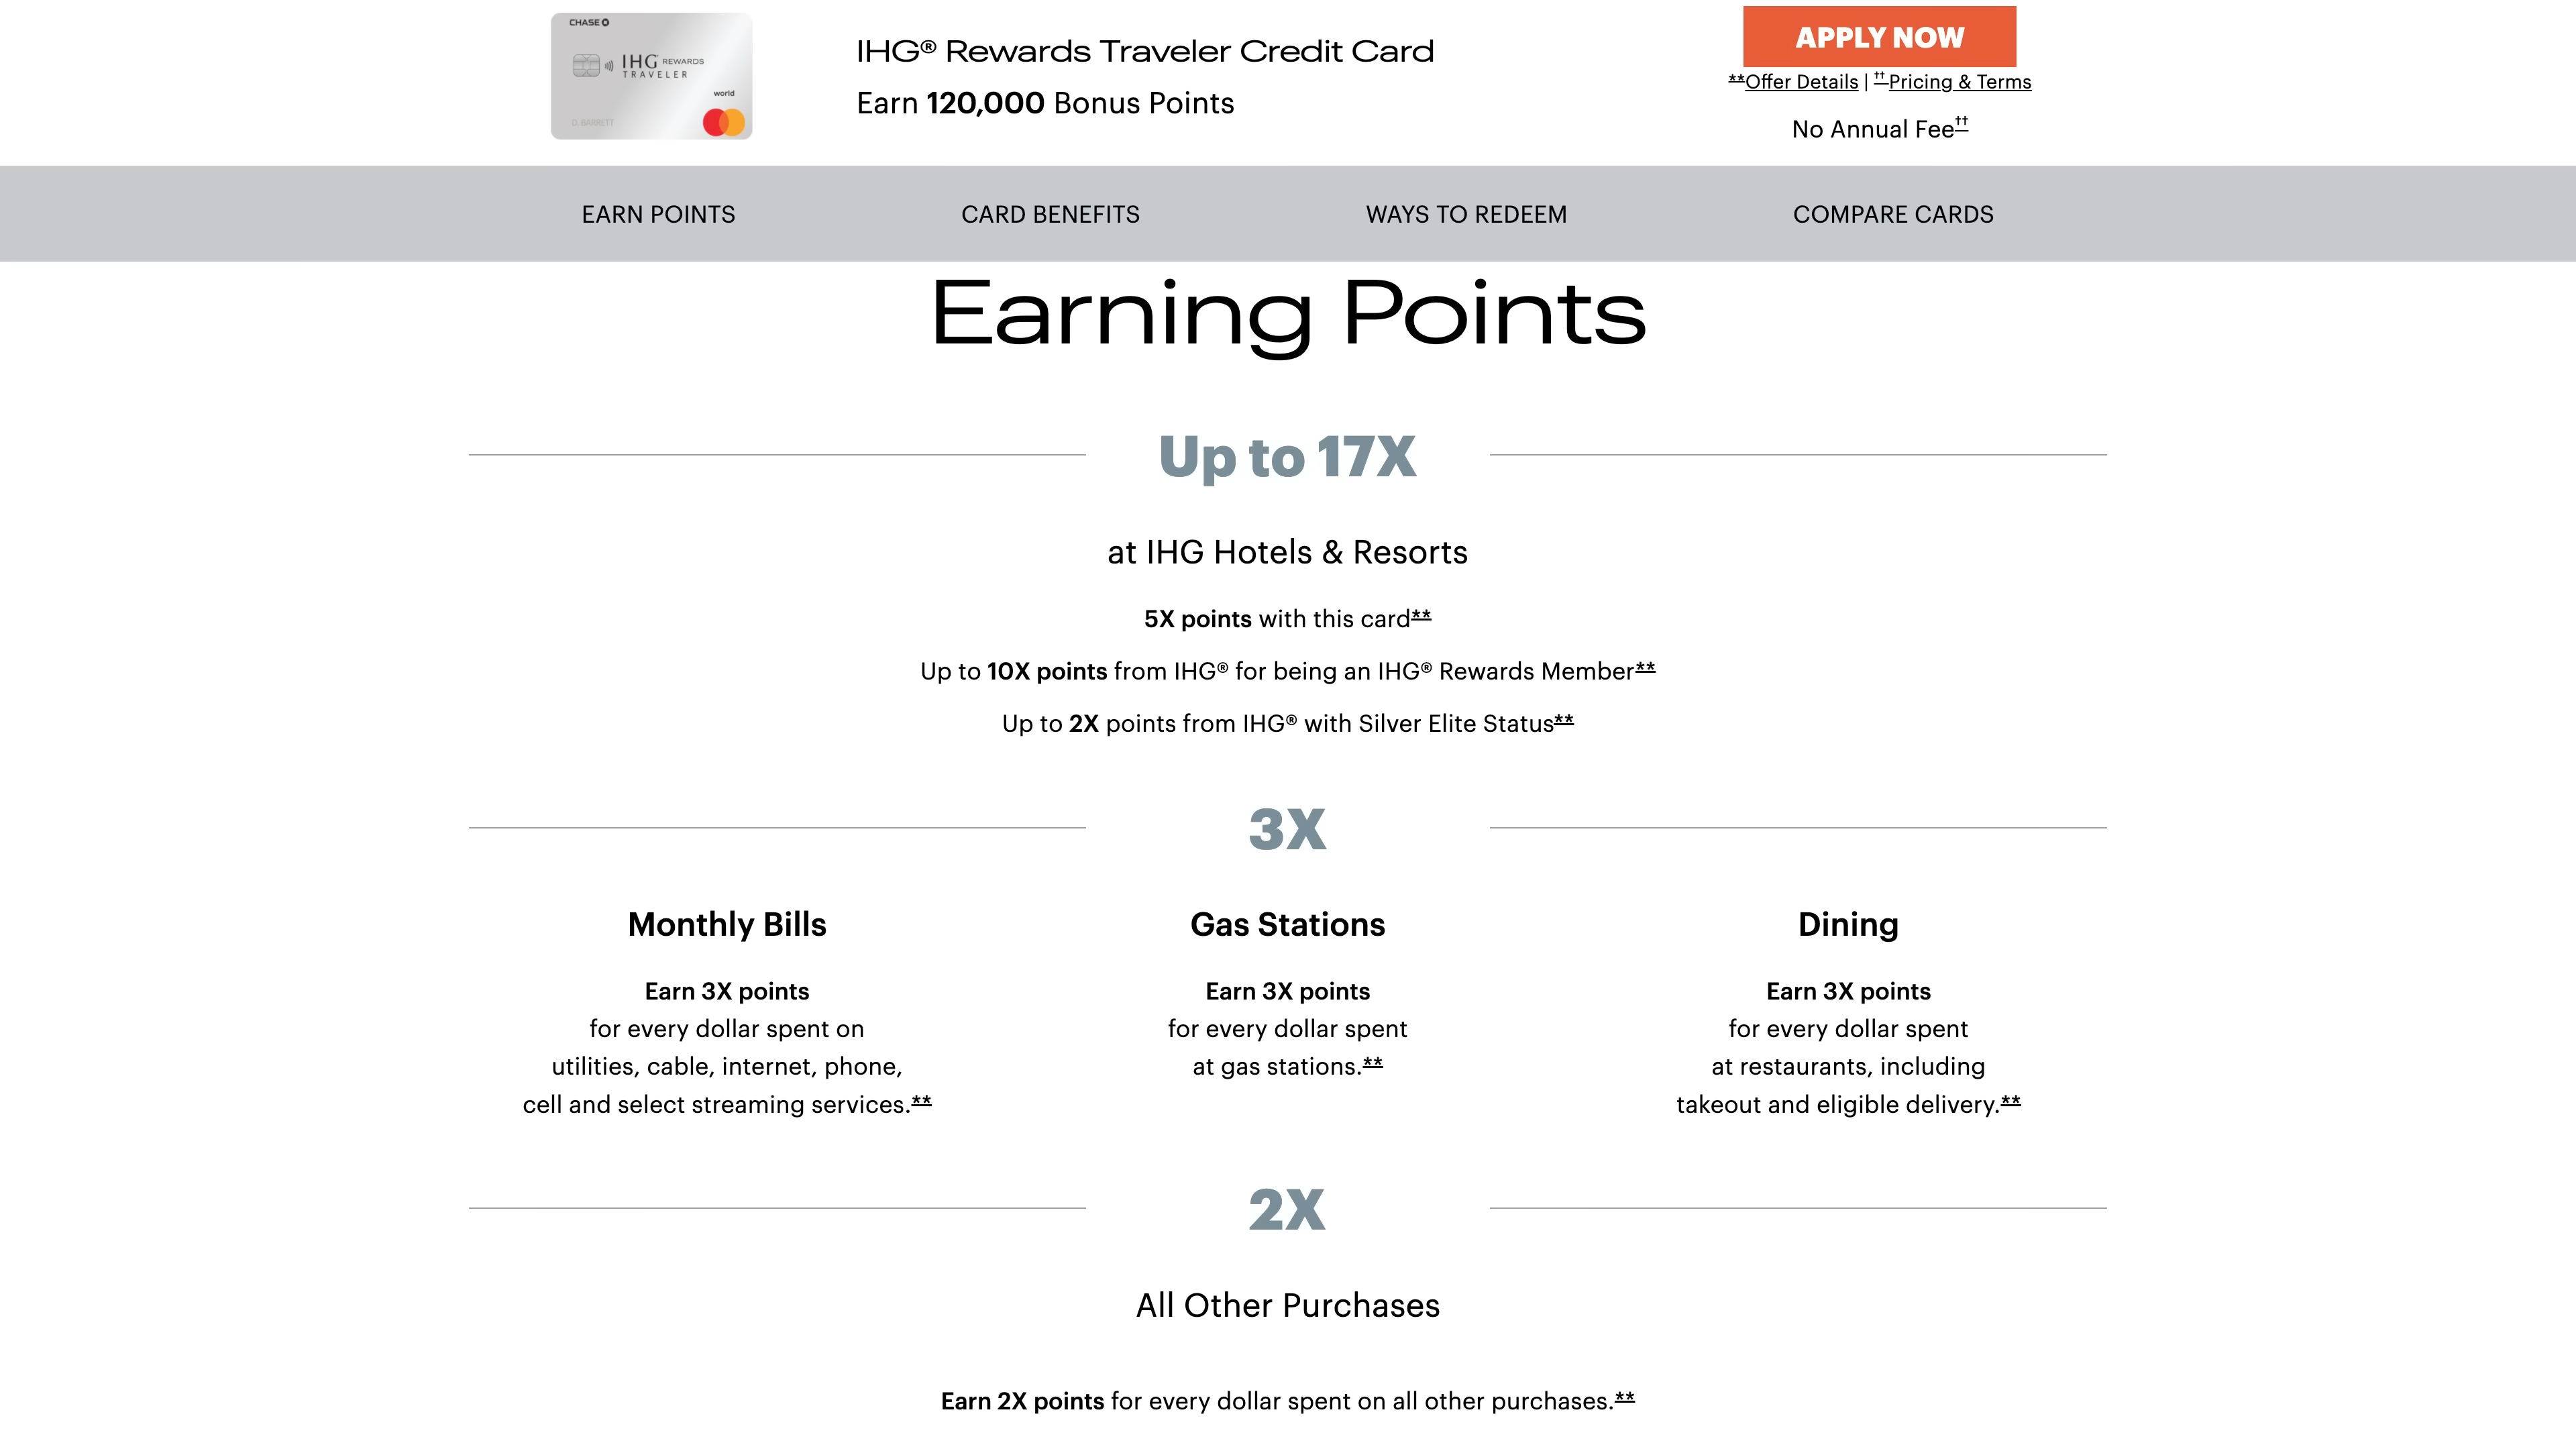 CHASE
IHG REWARDS
TRAVELER
world
D. BARRETT
IHG® Rewards Traveler Credit Card
Earn 120,000 Bonus Points
APPLY NOW
**Offer Details | ††Pricing & Terms
No Annual Fee††
EARN POINTS
CARD BENEFITS
WAYS TO REDEEM
COMPARE CARDS
Earning Points
Up to 17X
at IHG Hotels & Resorts
5X points with this card**
Up to 10X points from IHG® for being an IHG® Rewards Member**
Up to 2X points from IHG® with Silver Elite Status**
3X
Monthly Bills
Earn 3X points
for every dollar spent on
utilities, cable, internet, phone,
cell and select streaming services.**
Gas Stations
Earn 3X points
for every dollar spent
at gas stations.**
Dining
Earn 3X points
for every dollar spent
at restaurants, including
takeout and eligible delivery.**
2X
All Other Purchases
Earn 2X points for every dollar spent on all other purchases.**